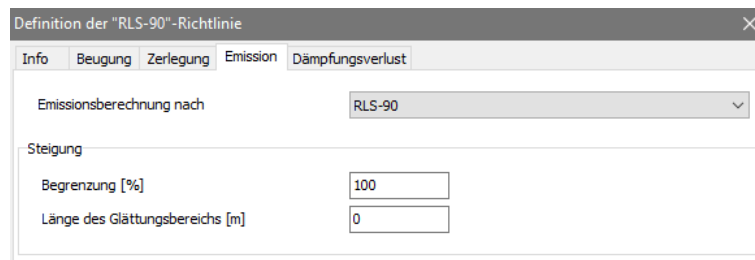 Definition der "RLS-90"-Richtlinie
Info Beugung Zerlegung Emission Dämpfungsverlust
Emissionsberechnung nach RLS-90
Steigung
Begrenzung [%] 100
Länge des Glättungsbereichs [m] 0